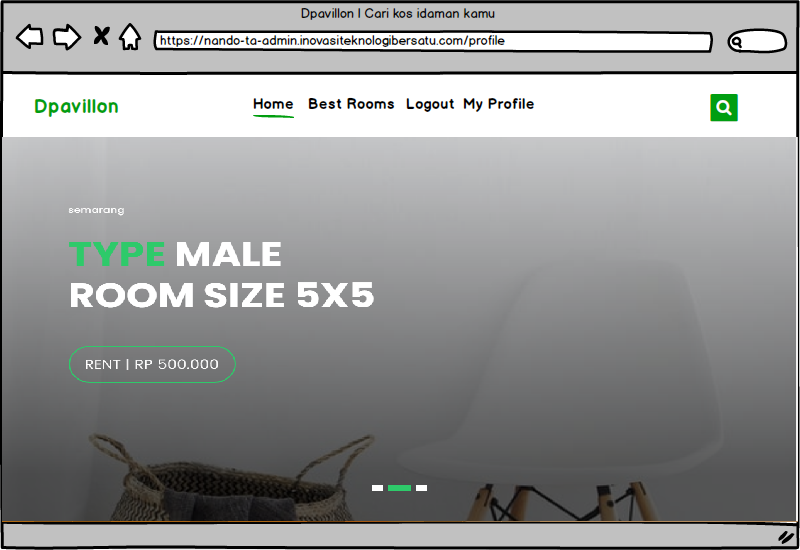 Dpavillon | Cari kos idaman kamu
https://nando-ta-admin.inovasiteknologibersatu.com/profile
Dpavillon
Home Best Rooms Logout My Profile
semarang
TYPE MALE
ROOM SIZE 5X5
RENT | RP 500.000